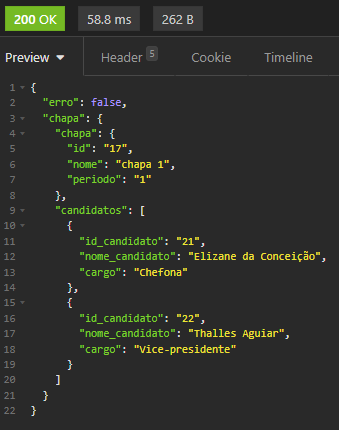 200 OK 58.8 ms 262 B
Preview Header 5 Cookie Timeline
1 {
2 "erro": false,
3 "chapa": {
4 "chapa": {
5 "id": "17",
6 "nome": "chapa 1",
7 "periodo": "1"
8 },
9 "candidatos": [
10 {
11 "id_candidato": "21",
12 "nome_candidato": "Elizane da Conceição",
13 "cargo": "Chefona"
14 },
15 {
16 "id_candidato": "22",
17 "nome_candidato": "Thalles Aguiar",
18 "cargo": "Vice-presidente"
19 }
20 ]
21 }
22 }